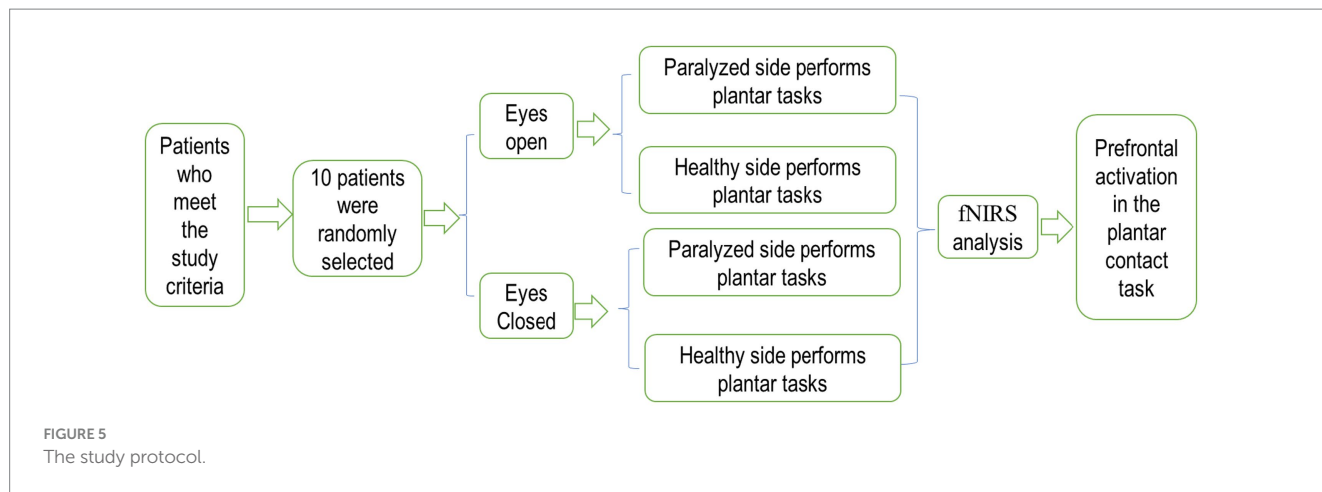 Patients
who
meet
the
study
criteria
10 patients
were
randomly
selected
Eyes
open
Eyes
Closed
Paralyzed side performs
plantar tasks
Healthy side performs
plantar tasks
Paralyzed side performs
plantar tasks
Healthy side performs
plantar tasks
fNIRS
analysis
Prefrontal
activation
in the
plantar
contact
task
FIGURE 5
The study protocol.